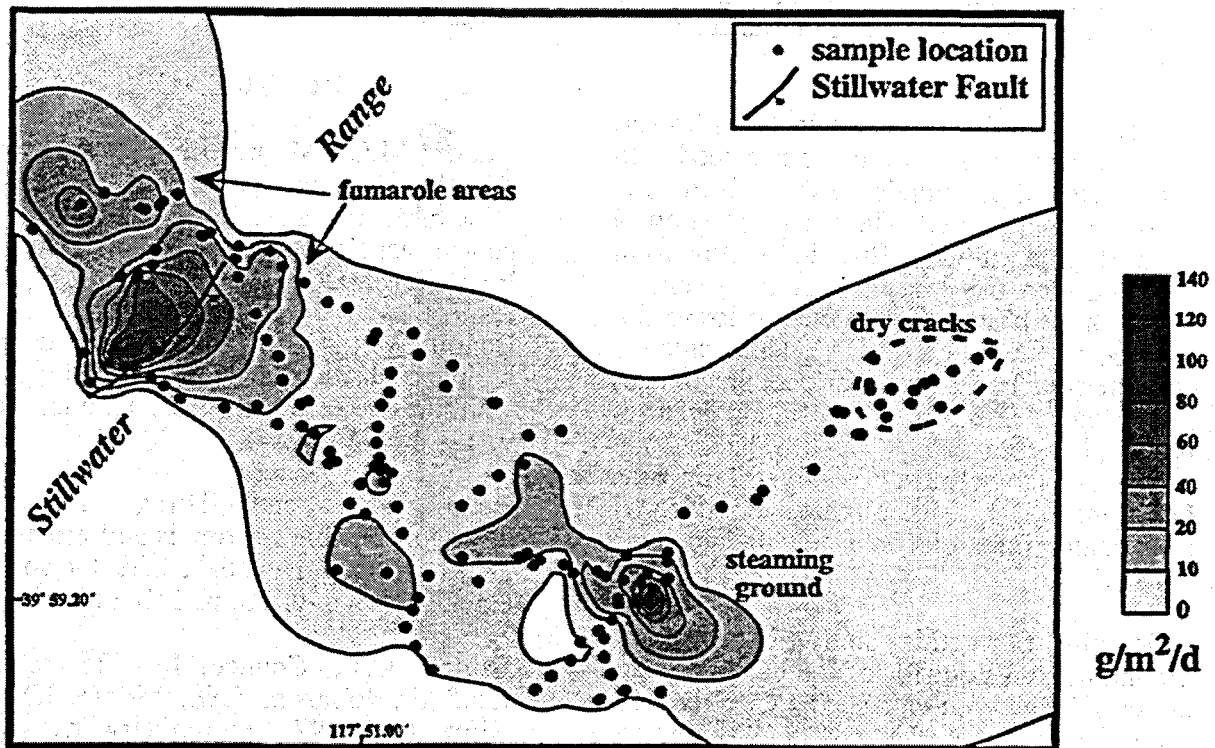 sample location
Stillwater Fault
Range
fumarole areas
Stillwater
dry cracks
steaming
ground
39° 59.20'
117° 51.90'
140
120
100
80
60
40
20
10
0
g/m²/d